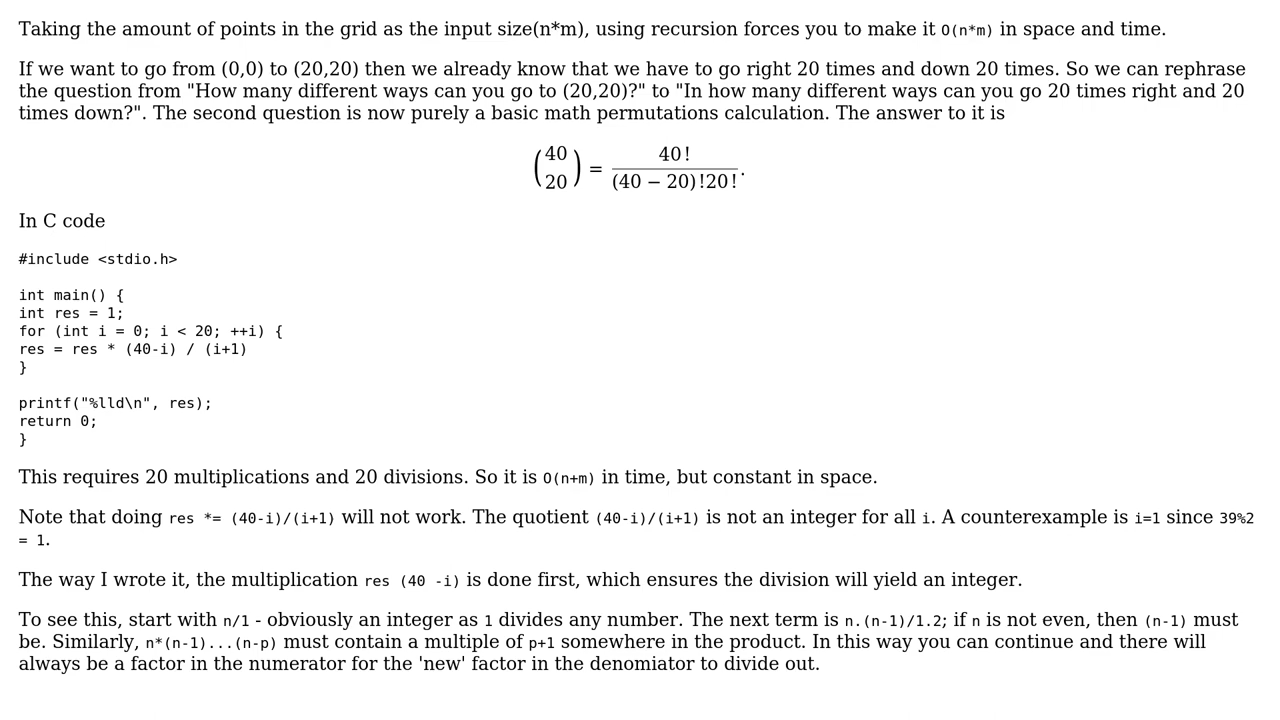 Taking the amount of points in the grid as the input size(n*m), using recursion forces you to make it O(n*m) in space and time.
If we want to go from (0,0) to (20,20) then we already know that we have to go right 20 times and down 20 times. So we can rephrase
the question from "How many different ways can you go to (20,20)?" to "In how many different ways can you go 20 times right and 20
times down?". The second question is now purely a basic math permutations calculation. The answer to it is
(40 20) = 40! / (40 − 20)!20! .
In C code
#include <stdio.h>
int main() {
int res = 1;
for (int i = 0; i < 20; ++i) {
res = res * (40-i) / (i+1)
}
printf("%lld\n", res);
return 0;
}
This requires 20 multiplications and 20 divisions. So it is O(n+m) in time, but constant in space.
Note that doing res *= (40-i)/(i+1) will not work. The quotient (40-i)/(i+1) is not an integer for all i. A counterexample is i=1 since 39%2
= 1.
The way I wrote it, the multiplication res (40 -i) is done first, which ensures the division will yield an integer.
To see this, start with n/1 - obviously an integer as 1 divides any number. The next term is n.(n-1)/1.2; if n is not even, then (n-1) must
be. Similarly, n*(n-1)...(n-p) must contain a multiple of p+1 somewhere in the product. In this way you can continue and there will
always be a factor in the numerator for the 'new' factor in the denomiator to divide out.